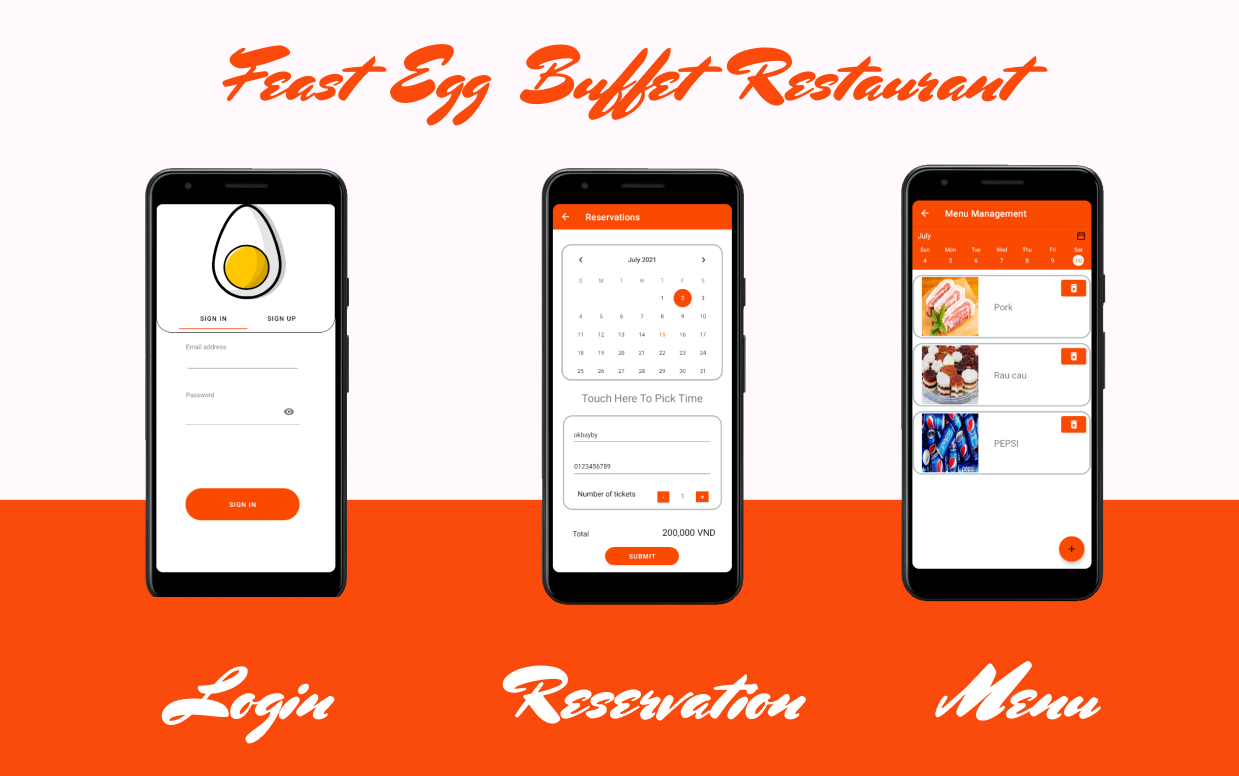 Feast Egg Buffet Restaurant
SIGN IN SIGN UP
Email address
Password
SIGN IN
Reservations
July 2021
S M T W T F S
1 2 3
4 5 6 7 8 9 10
11 12 13 14 15 16 17
18 19 20 21 22 23 24
25 26 27 28 29 30 31
Touch Here To Pick Time
okbayby
0123456789
Number of tickets - 1 +
Total 200,000 VND
SUBMIT
Menu Management
July
Sun Mon Tue Wed Thu Fri Sat
4 5 6 7 8 9 10
Pork
Rau cau
PEPSI
+
Login
Reservation
Menu